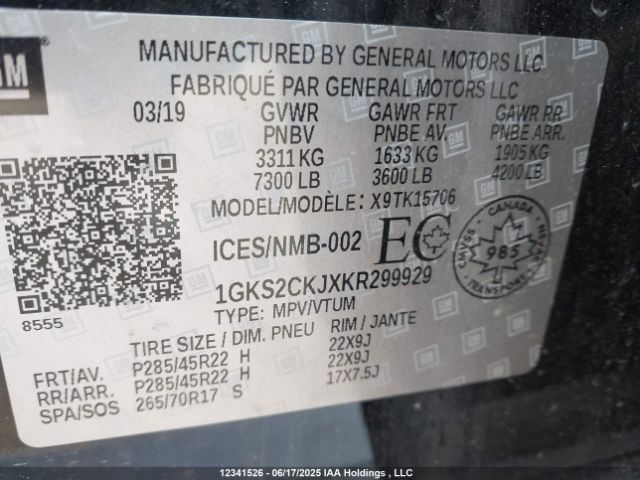 GM
MANUFACTURED BY GENERAL MOTORS LLC
FABRIQUÉ PAR GENERAL MOTORS LLC
03/19 GVWR GAWR FRT GAWR RR
PNBV PNBE AV. PNBE ARR.
3311 KG 1633 KG 1905 KG
7300 LB 3600 LB 4200 LB
MODEL/MODÈLE: X9TK15706
ICES/NMB-002 EC
CANADA
CMVSS 985 NSVAC
TRANSPORT
1GKS2CKJXKR299929
TYPE: MPV/VTUM
8555
TIRE SIZE / DIM. PNEU RIM / JANTE
FRT/AV. P285/45R22 H 22X9J
RR/ARR. P285/45R22 H 22X9J
SPA/SOS 265/70R17 S 17X7.5J
12341526 - 06/17/2025 IAA Holdings , LLC